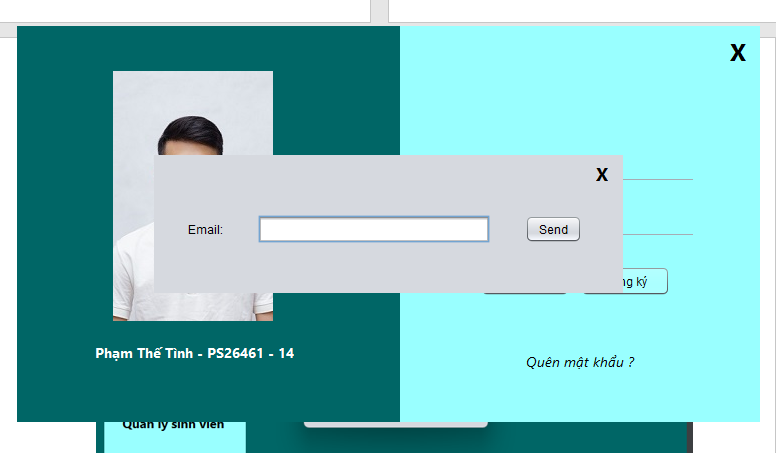 X
X
Email:
Send
ng ký
Phạm Thế Tình - PS26461 - 14
Quên mật khẩu ?
Quản lý sinh viên